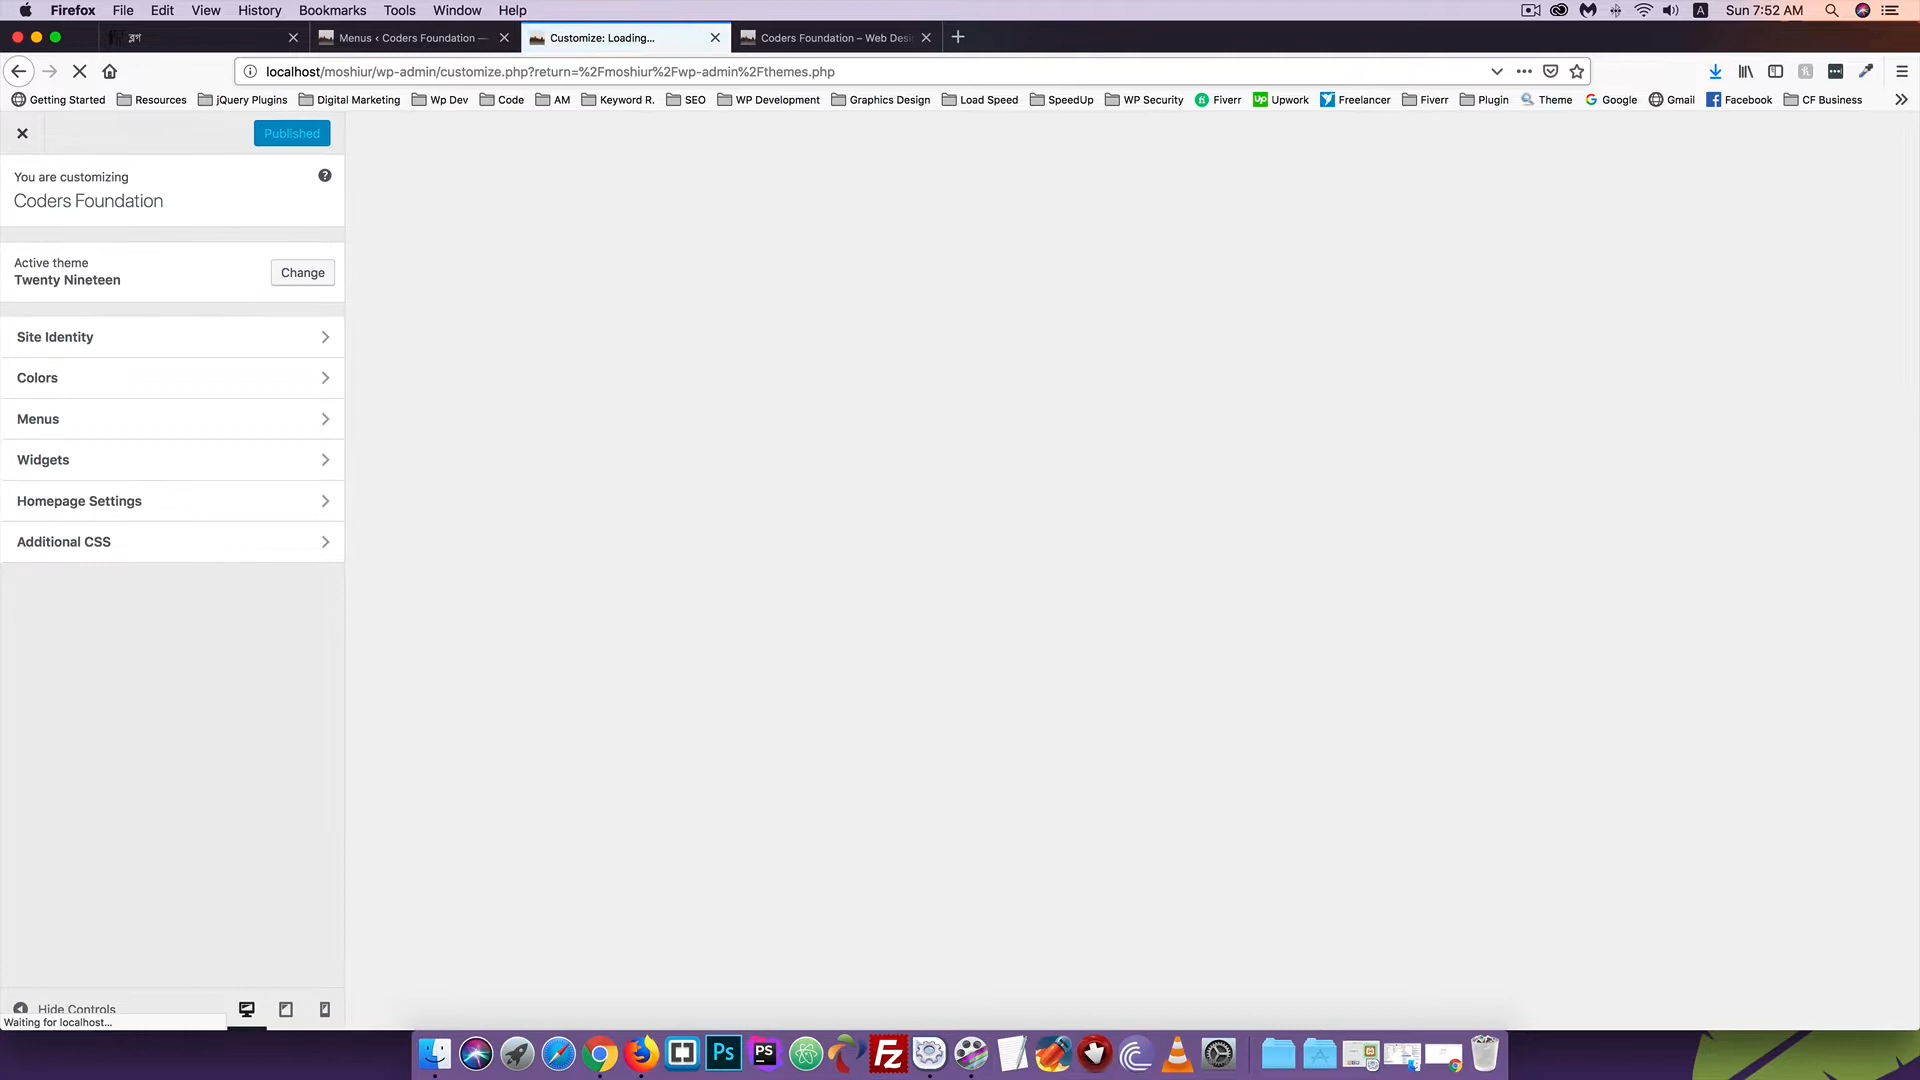 Firefox File Edit View History Bookmarks Tools Window Help A Sun 7:52 AM
ব্লগ Menus ‹ Coders Foundation — Customize: Loading... Coders Foundation – Web Desi
localhost/moshiur/wp-admin/customize.php?return=%2Fmoshiur%2Fwp-admin%2Fthemes.php
Getting Started Resources jQuery Plugins Digital Marketing Wp Dev Code AM Keyword R. SEO WP Development Graphics Design Load Speed SpeedUp WP Security Fiverr Upwork Freelancer Fiverr Plugin Theme Google Gmail Facebook CF Business
Published
You are customizing
Coders Foundation
Active theme
Twenty Nineteen
Change
Site Identity
Colors
Menus
Widgets
Homepage Settings
Additional CSS
Hide Controls
Waiting for localhost...
Ps PS FZ